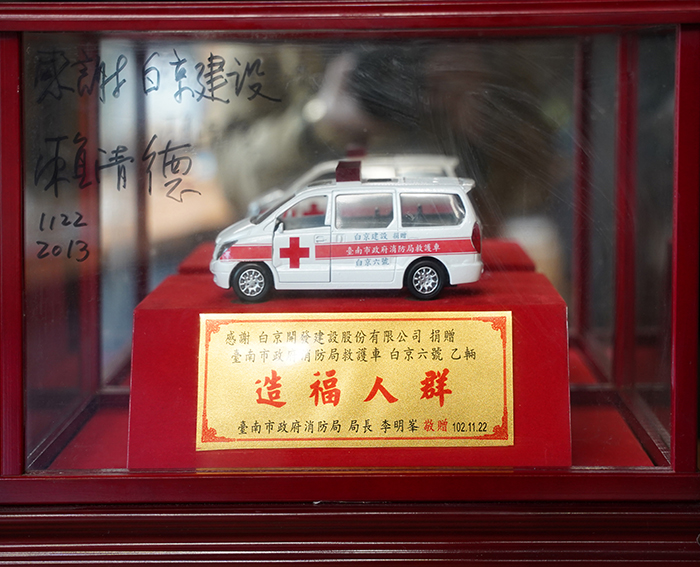 感謝 白京建设
賴清德
1122
2013
白京建設 捐贈
臺南市政府消防局救護車
白京六號
感謝 白京開發建設股份有限公司 捐贈
臺南市政府消防局救護車 白京六號 乙輛
造福人群
臺南市政府消防局 局長 李明峯 敬贈 102.11.22